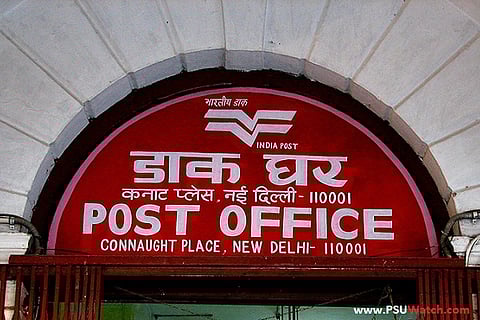 भारतीय डाक
INDIA POST
डाक घर
कनाट प्लेस, नई दिल्ली- 110001
POST OFFICE
CONNAUGHT PLACE, NEW DELHI- 110001
www.PSUWatch.com